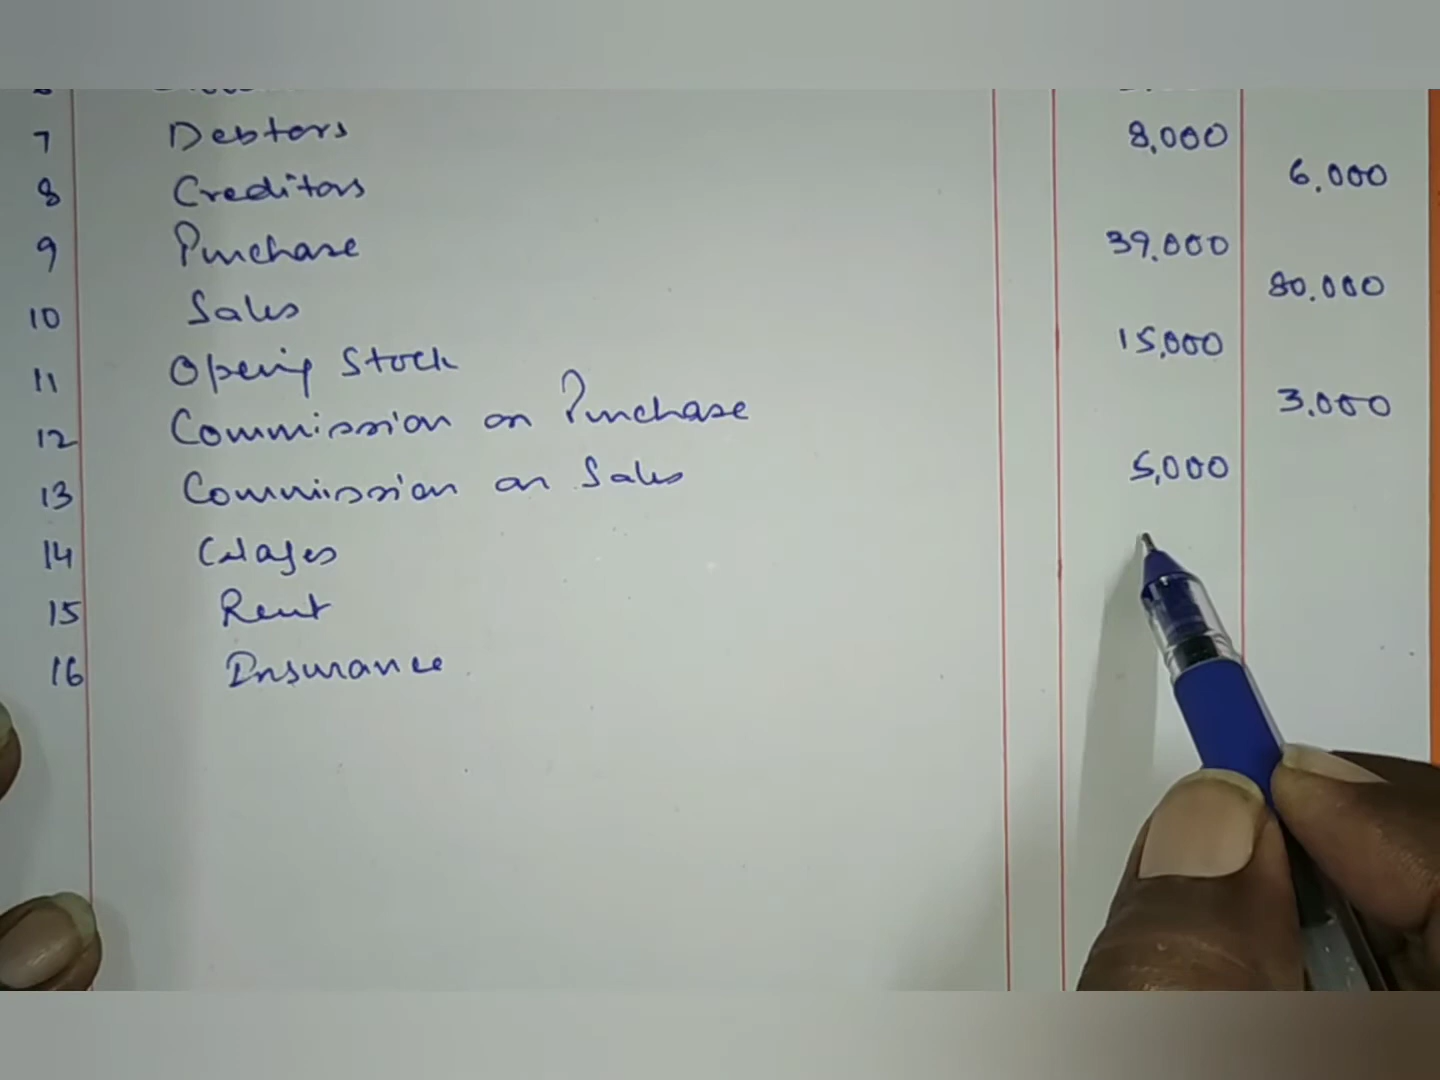 7 Debtors 8,000
8 Creditors 6,000
9 Purchase 39,000
10 Sales 80,000
11 Opening Stock 15,000
12 Commission on Purchase 3,000
13 Commission on Sales 5,000
14 Wages
15 Rent
16 Insurance